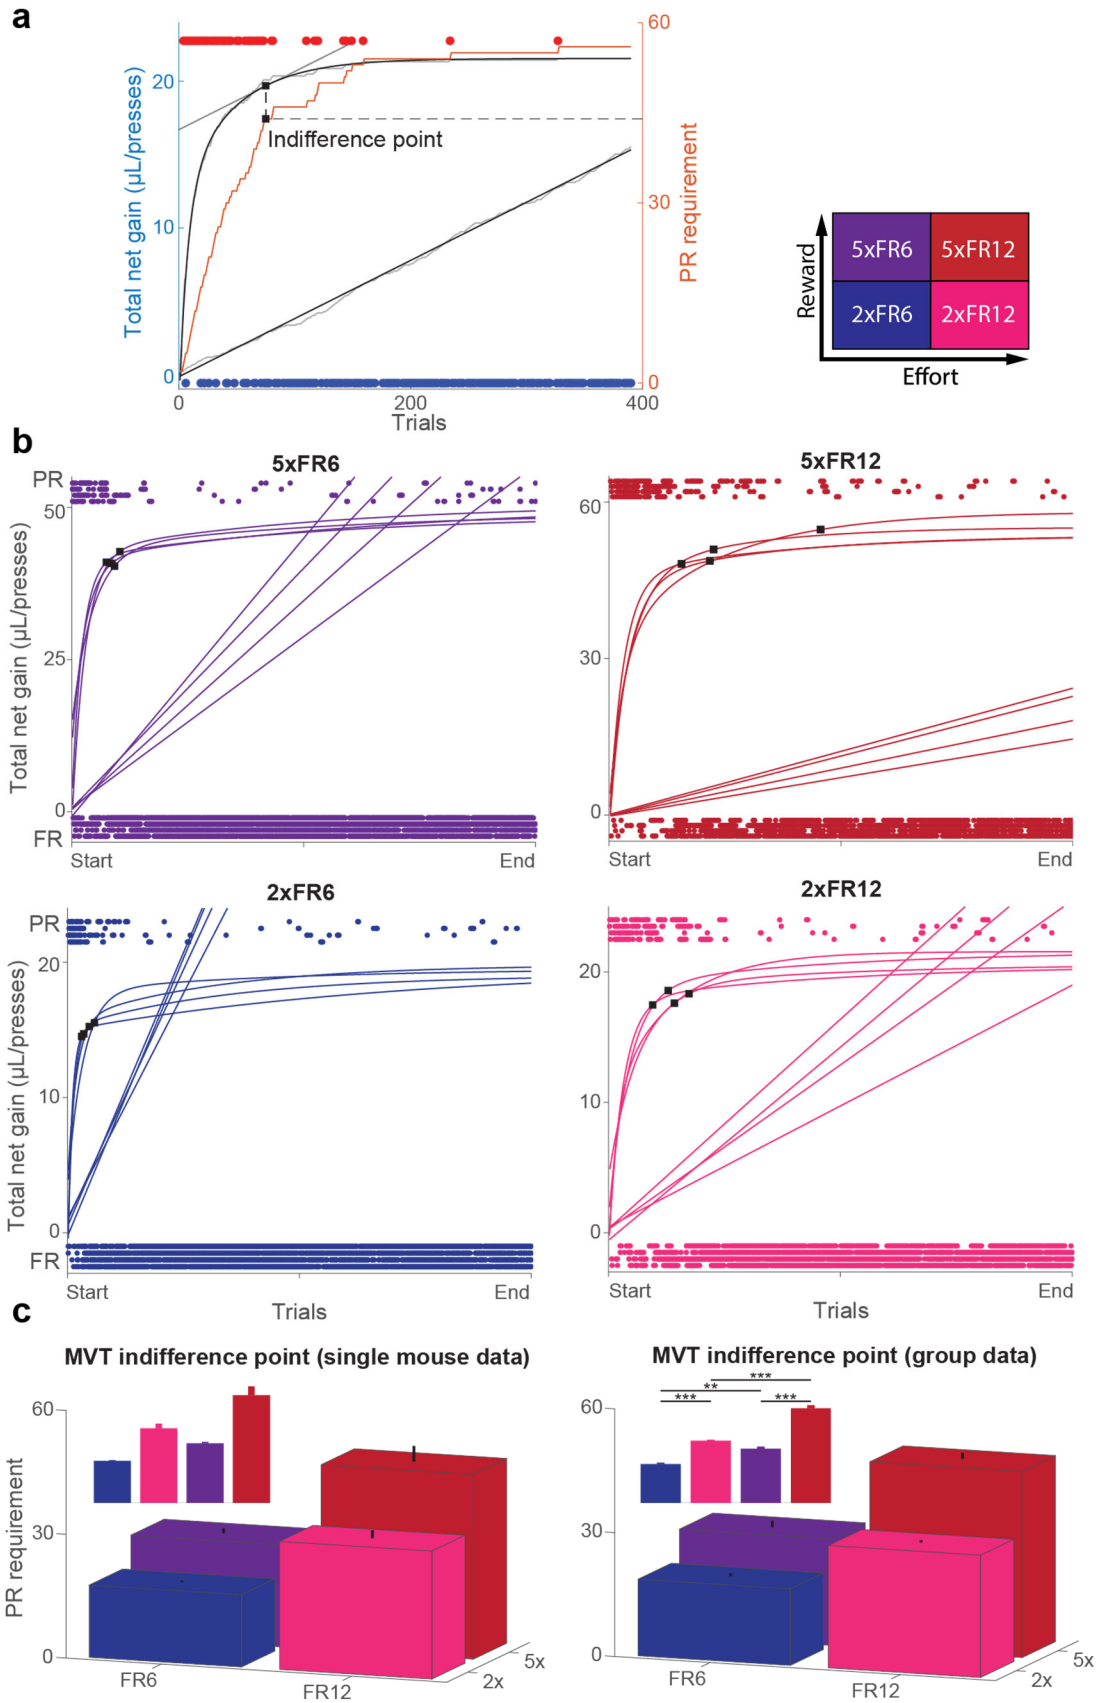 a
Total net gain (µL/presses)
20
10
0
60
30
0
PR requirement
Indifference point
0
200
400
Trials
Reward
5xFR6
5xFR12
2xFR6
2xFR12
Effort
b
5xFR6
PR
50
25
0
FR
Total net gain (µL/presses)
Start
End
5xFR12
60
30
0
Start
End
2xFR6
PR
20
10
0
FR
Total net gain (µL/presses)
Start
End
Trials
2xFR12
20
10
0
Start
End
Trials
c
MVT indifference point (single mouse data)
PR requirement
60
30
0
FR6
FR12
2x
5x
MVT indifference point (group data)
***
**
***
***
60
30
0
FR6
FR12
2x
5x